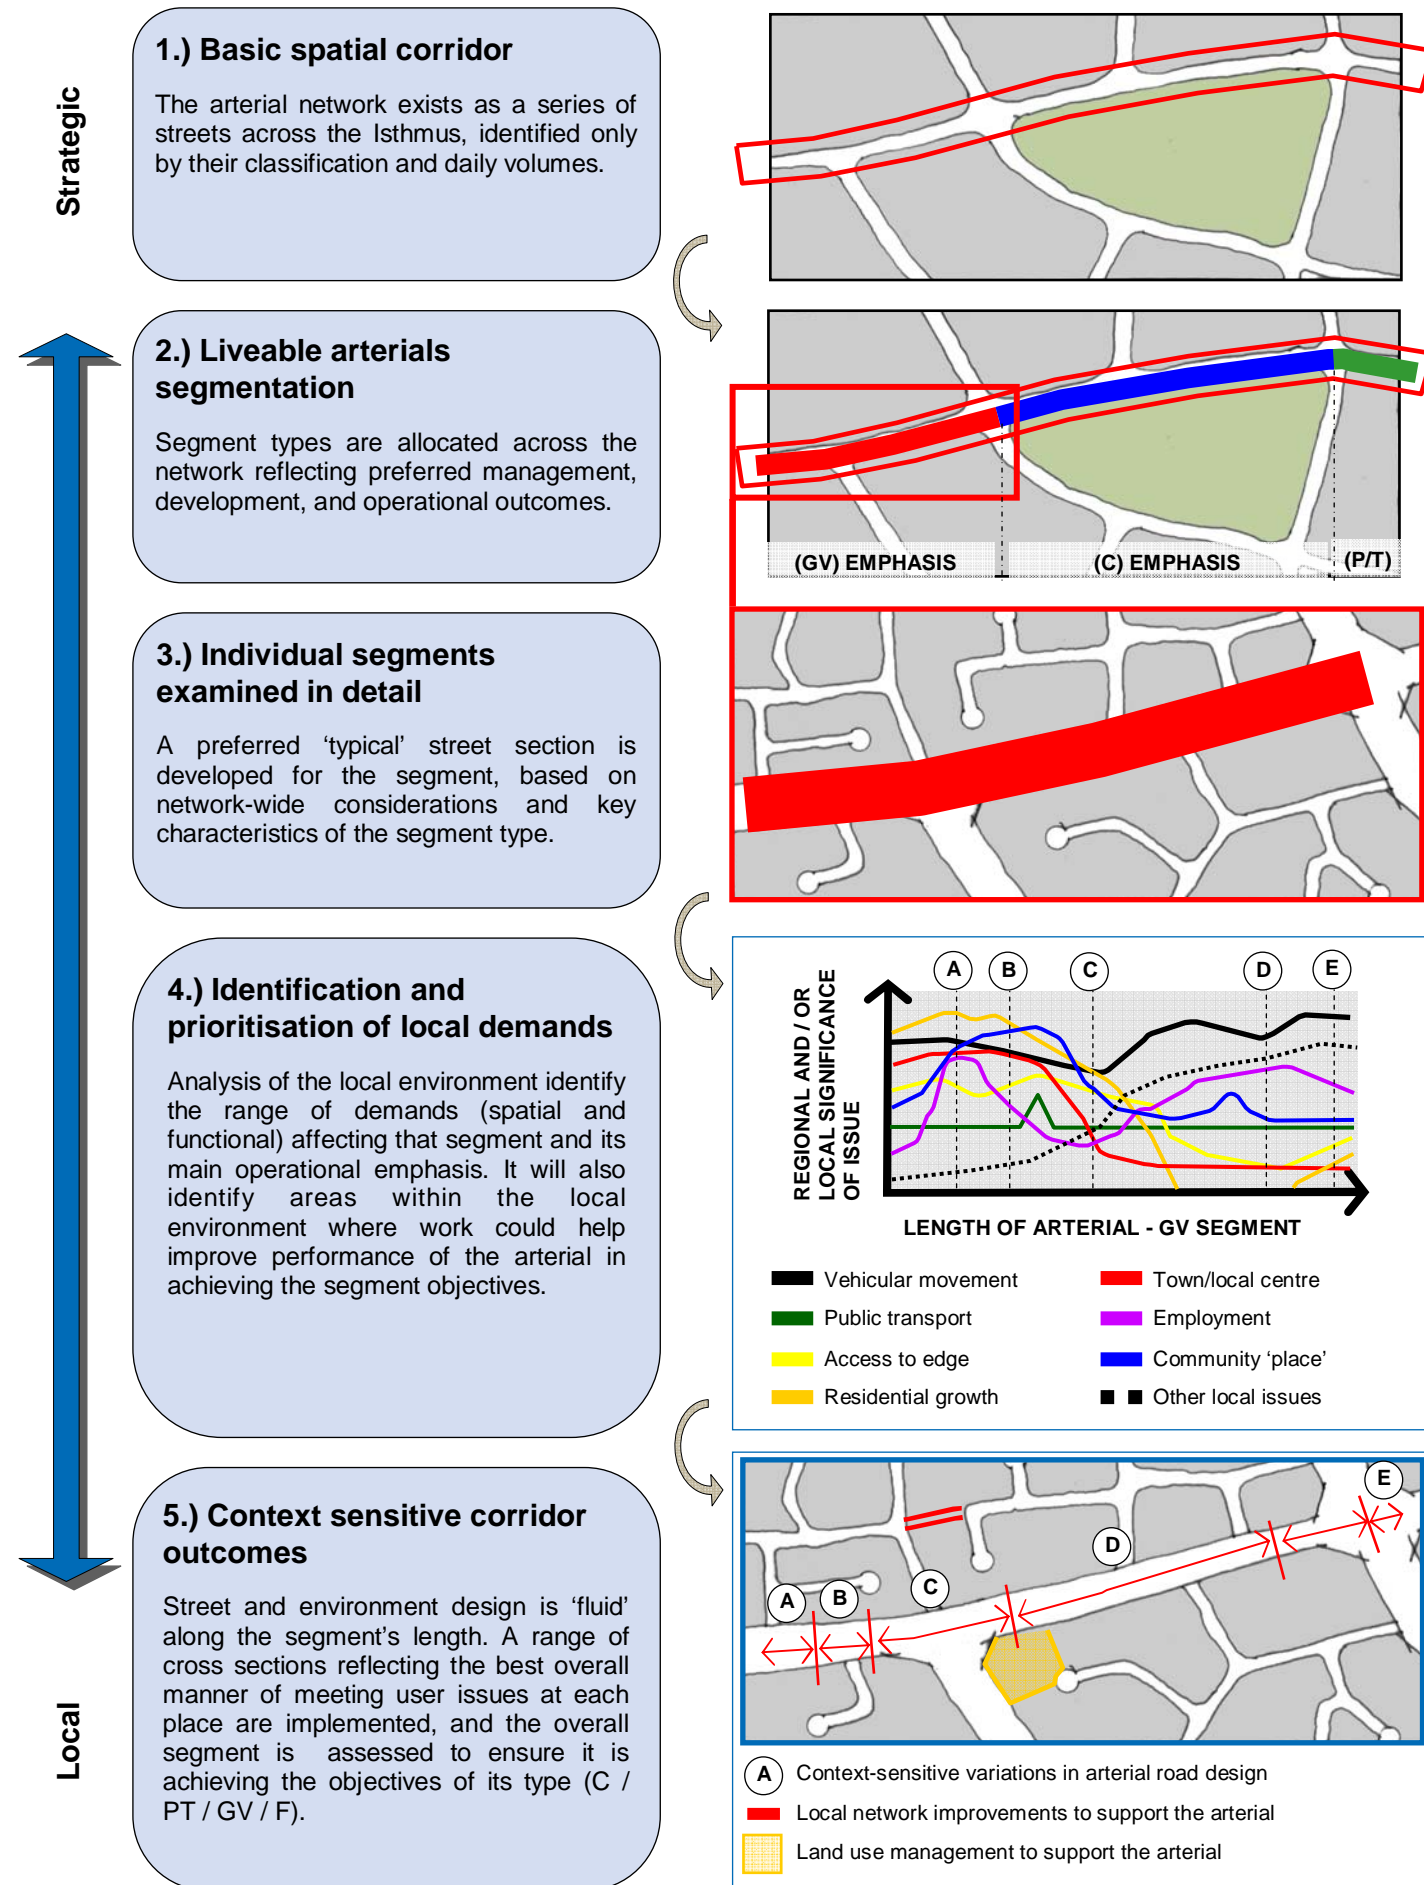 Strategic
1.) Basic spatial corridor
The arterial network exists as a series of
streets across the Isthmus, identified only
by their classification and daily volumes.
2.) Liveable arterials
segmentation
Segment types are allocated across the
network reflecting preferred management,
development, and operational outcomes.
(GV) EMPHASIS
(C) EMPHASIS
(P/T)
3.) Individual segments
examined in detail
A preferred ‘typical’ street section is
developed for the segment, based on
network-wide considerations and key
characteristics of the segment type.
4.) Identification and
prioritisation of local demands
Analysis of the local environment identify
the range of demands (spatial and
functional) affecting that segment and its
main operational emphasis. It will also
identify areas within the local
environment where work could help
improve performance of the arterial in
achieving the segment objectives.
A
B
C
D
E
REGIONAL AND / OR
LOCAL SIGNIFICANCE
OF ISSUE
LENGTH OF ARTERIAL - GV SEGMENT
Vehicular movement
Public transport
Access to edge
Residential growth
Town/local centre
Employment
Community ‘place’
Other local issues
5.) Context sensitive corridor
outcomes
Street and environment design is ‘fluid’
along the segment’s length. A range of
cross sections reflecting the best overall
manner of meeting user issues at each
place are implemented, and the overall
segment is assessed to ensure it is
achieving the objectives of its type (C /
PT / GV / F).
Local
A
B
C
D
E
A
Context-sensitive variations in arterial road design
Local network improvements to support the arterial
Land use management to support the arterial